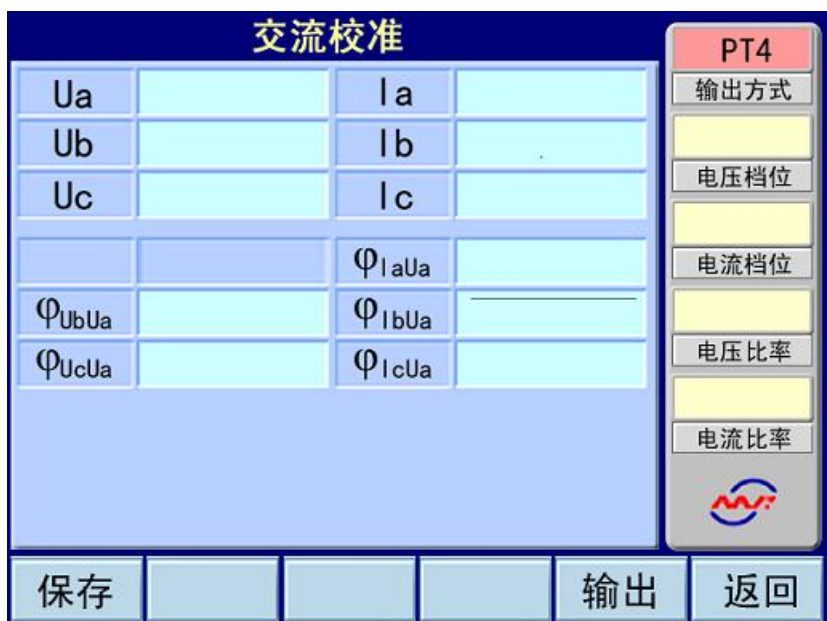 交流校准
Ua Ia
Ub Ib
Uc Ic
φIaUa
φUbUa φIbUa
φUcUa φIcUa
PT4
输出方式
电压档位
电流档位
电压比率
电流比率
保存 输出 返回